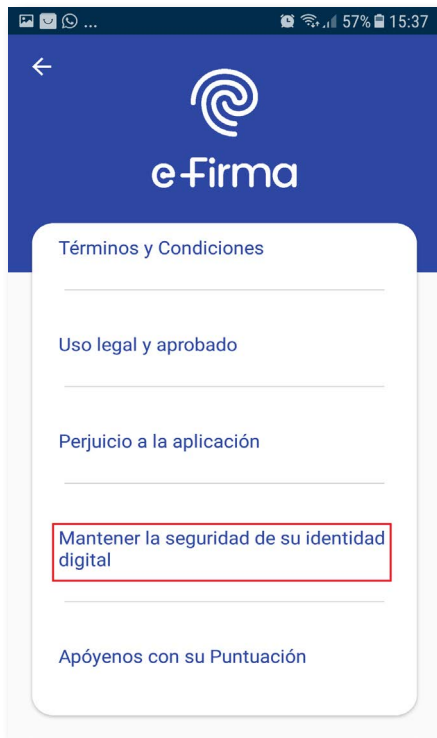 ... 57% 15:37
e-Firma
Términos y Condiciones
Uso legal y aprobado
Perjuicio a la aplicación
Mantener la seguridad de su identidad
digital
Apóyenos con su Puntuación